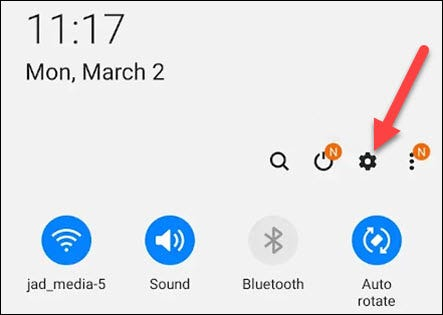 11:17
Mon, March 2
N N
jad_media-5 Sound Bluetooth Auto
rotate